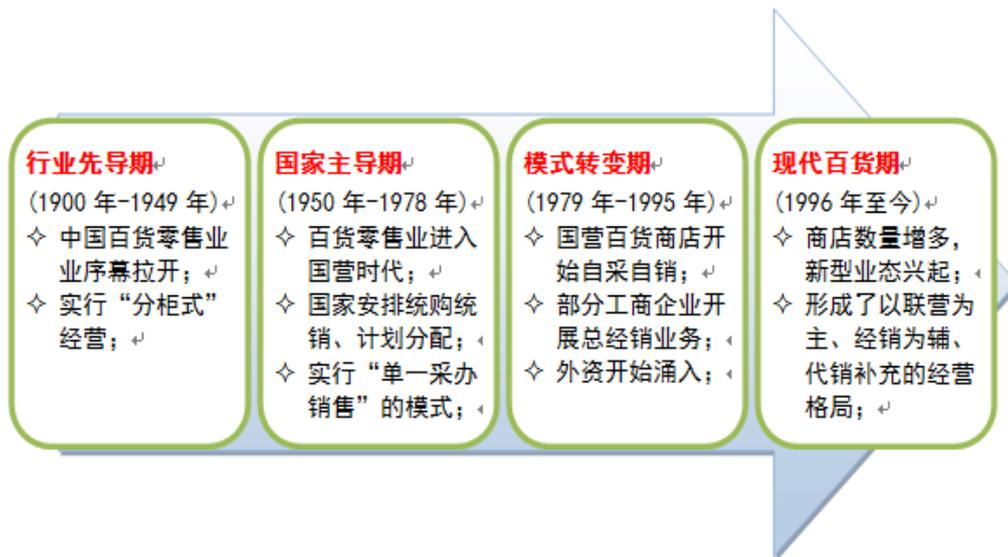 行业先导期
(1900 年-1949 年)
✧ 中国百货零售业
业序幕拉开；
✧ 实行“分柜式”
经营；
国家主导期
(1950 年-1978 年)
✧ 百货零售业进入
国营时代；
✧ 国家安排统购统
销、计划分配；
✧ 实行“单一采办
销售”的模式；
模式转变期
(1979 年-1995 年)
✧ 国营百货商店开
始自采自销；
✧ 部分工商企业开
展总经销业务；
✧ 外资开始涌入；
现代百货期
(1996 年至今)
✧ 商店数量增多，
新型业态兴起；
✧ 形成了以联营为
主、经销为辅、
代销补充的经营
格局；